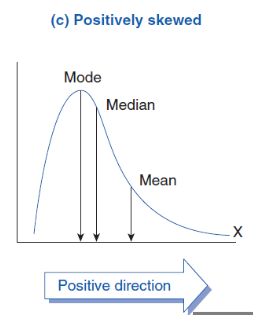 (c) Positively skewed
Mode
Median
Mean
X
Positive direction